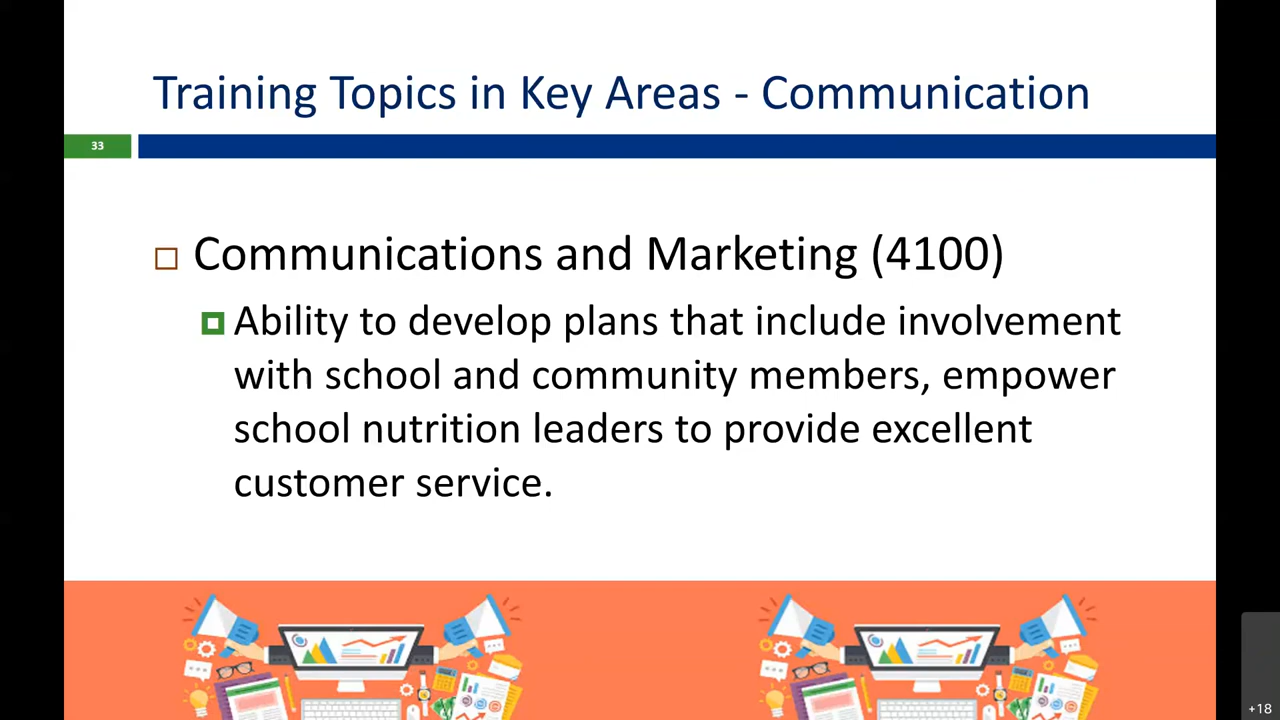 Training Topics in Key Areas - Communication
33
Communications and Marketing (4100)
Ability to develop plans that include involvement
with school and community members, empower
school nutrition leaders to provide excellent
customer service.
+18